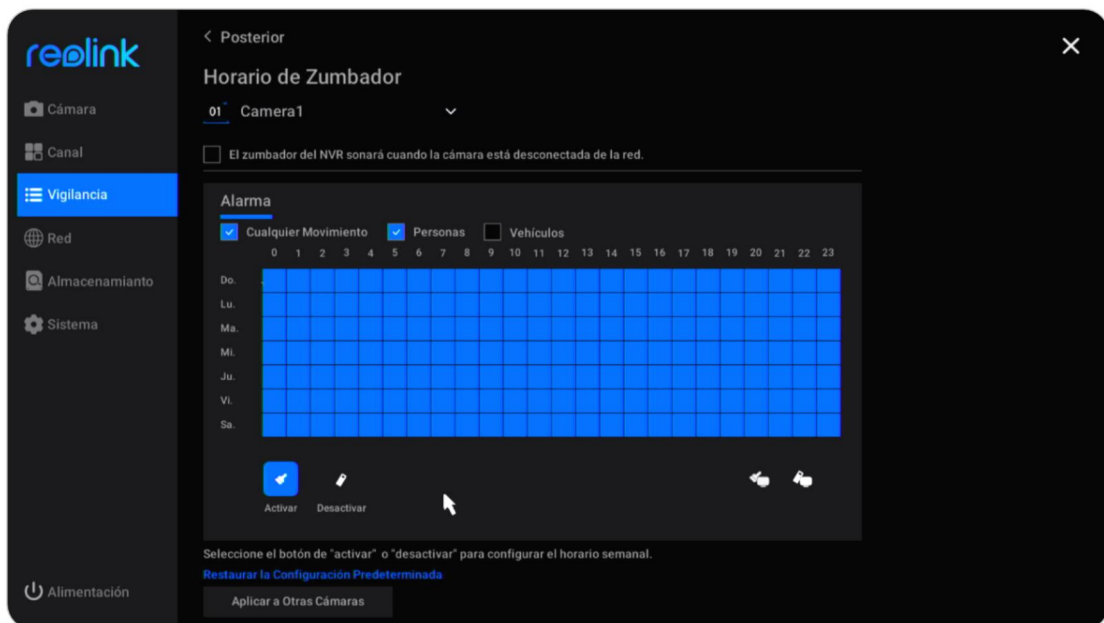 reolink
Cámara
Canal
Vigilancia
Red
Almacenamianto
Sistema
Alimentación
< Posterior
Horario de Zumbador
01 Camera1
El zumbador del NVR sonará cuando la cámara está desconectada de la red.
Alarma
Cualquier Movimiento Personas Vehículos
0 1 2 3 4 5 6 7 8 9 10 11 12 13 14 15 16 17 18 19 20 21 22 23
Do.
Lu.
Ma.
Mi.
Ju.
Vi.
Sa.
Activar Desactivar
Seleccione el botón de "activar" o "desactivar" para configurar el horario semanal.
Restaurar la Configuración Predeterminada
Aplicar a Otras Cámaras